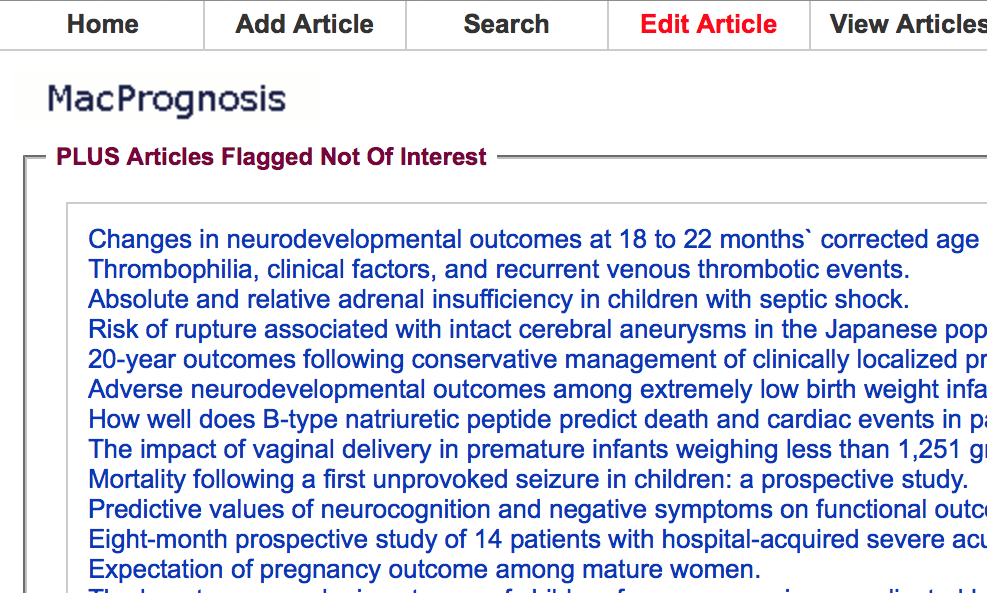 Home Add Article Search Edit Article View Articles
MacPrognosis
PLUS Articles Flagged Not Of Interest
Changes in neurodevelopmental outcomes at 18 to 22 months` corrected age
Thrombophilia, clinical factors, and recurrent venous thrombotic events.
Absolute and relative adrenal insufficiency in children with septic shock.
Risk of rupture associated with intact cerebral aneurysms in the Japanese pop
20-year outcomes following conservative management of clinically localized pr
Adverse neurodevelopmental outcomes among extremely low birth weight infa
How well does B-type natriuretic peptide predict death and cardiac events in pa
The impact of vaginal delivery in premature infants weighing less than 1,251 gr
Mortality following a first unprovoked seizure in children: a prospective study.
Predictive values of neurocognition and negative symptoms on functional outco
Eight-month prospective study of 14 patients with hospital-acquired severe acu
Expectation of pregnancy outcome among mature women.